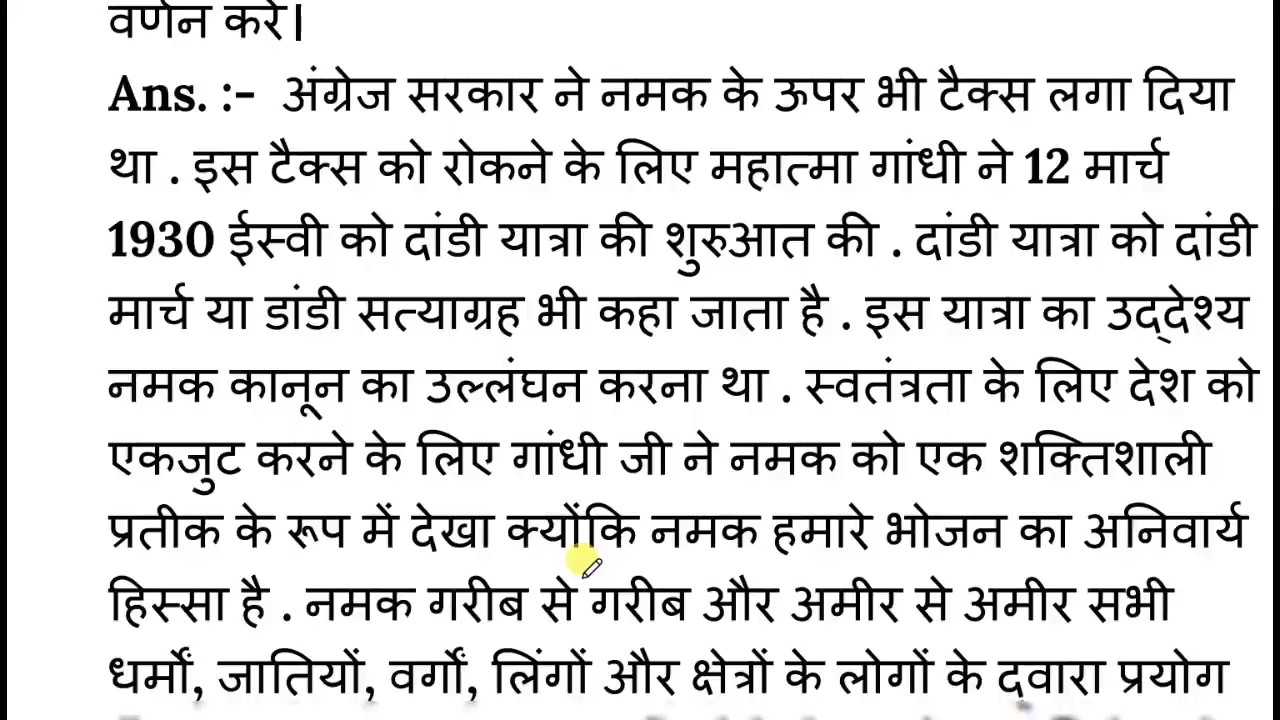 वर्णन करें।
Ans. :- अंग्रेज सरकार ने नमक के ऊपर भी टैक्स लगा दिया
था . इस टैक्स को रोकने के लिए महात्मा गांधी ने 12 मार्च
1930 ईस्वी को दांडी यात्रा की शुरुआत की . दांडी यात्रा को दांडी
मार्च या डांडी सत्याग्रह भी कहा जाता है . इस यात्रा का उद्देश्य
नमक कानून का उल्लंघन करना था . स्वतंत्रता के लिए देश को
एकजुट करने के लिए गांधी जी ने नमक को एक शक्तिशाली
प्रतीक के रूप में देखा क्योंकि नमक हमारे भोजन का अनिवार्य
हिस्सा है . नमक गरीब से गरीब और अमीर से अमीर सभी
धर्मों, जातियों, वर्गों, लिंगों और क्षेत्रों के लोगों के द्वारा प्रयोग